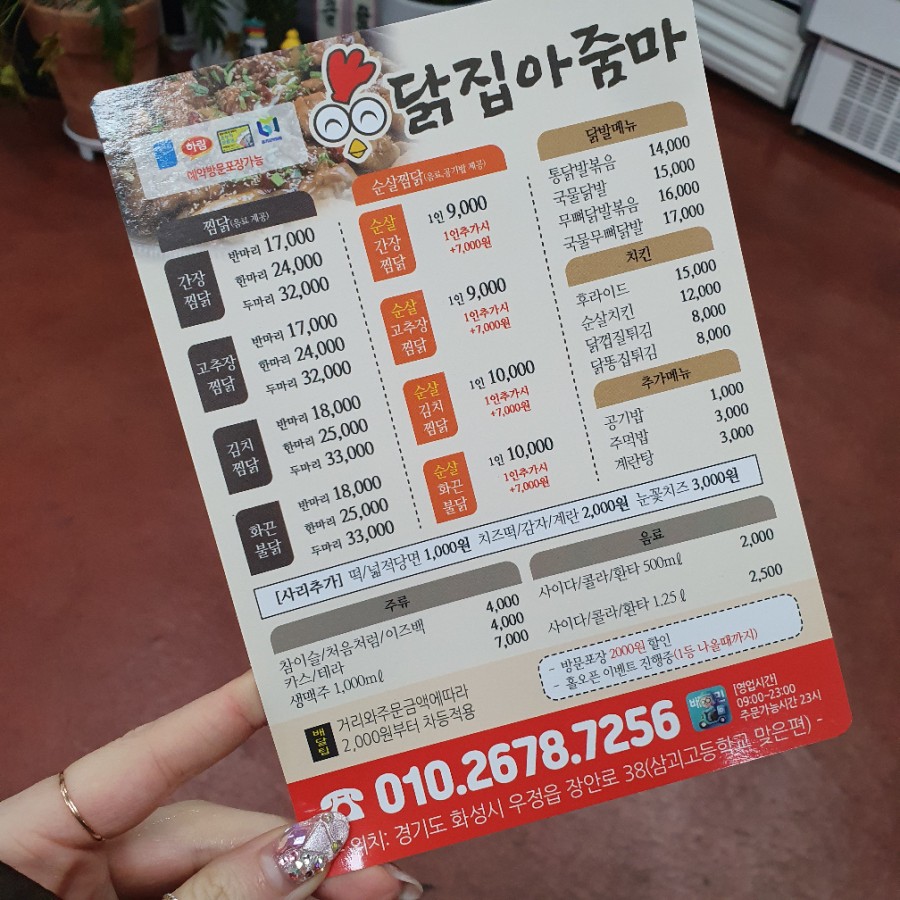 닭집아줌마
하림
예약방문포장가능
찜닭(음료 제공)
간장
찜닭
반마리 17,000
한마리 24,000
두마리 32,000
고추장
찜닭
반마리 17,000
한마리 24,000
두마리 32,000
김치
찜닭
반마리 18,000
한마리 25,000
두마리 33,000
화끈
불닭
반마리 18,000
한마리 25,000
두마리 33,000
순살찜닭(음료,공기밥 제공)
순살
간장
찜닭
1인 9,000
1인추가시
+7,000원
순살
고추장
찜닭
1인 9,000
1인추가시
+7,000원
순살
김치
찜닭
1인 10,000
1인추가시
+7,000원
순살
화끈
불닭
1인 10,000
1인추가시
+7,000원
닭발메뉴
통닭발볶음 14,000
국물닭발 15,000
무뼈닭발볶음 16,000
국물무뼈닭발 17,000
치킨
후라이드 15,000
순살치킨 12,000
닭껍질튀김 8,000
닭똥집튀김 8,000
추가메뉴
공기밥 1,000
주먹밥 3,000
계란탕 3,000
[사리추가] 떡/넓적당면 1,000원 치즈떡/감자/계란 2,000원 눈꽃치즈 3,000원
주류
참이슬/처음처럼/이즈백 4,000
카스/테라 4,000
생맥주 1,000㎖ 7,000
음료
사이다/콜라/환타 500㎖ 2,000
사이다/콜라/환타 1.25ℓ 2,500
- 방문포장 2000원 할인
- 홀오픈 이벤트 진행중(1등 나올때까지)
배달팁
거리와주문금액에따라
2,000원부터 차등적용
☎ 010.2678.7256
[영업시간]
09:00~23:00
주문가능시간 23시
위치: 경기도 화성시 우정읍 장안로 38(삼괴고등학교 맞은편) -